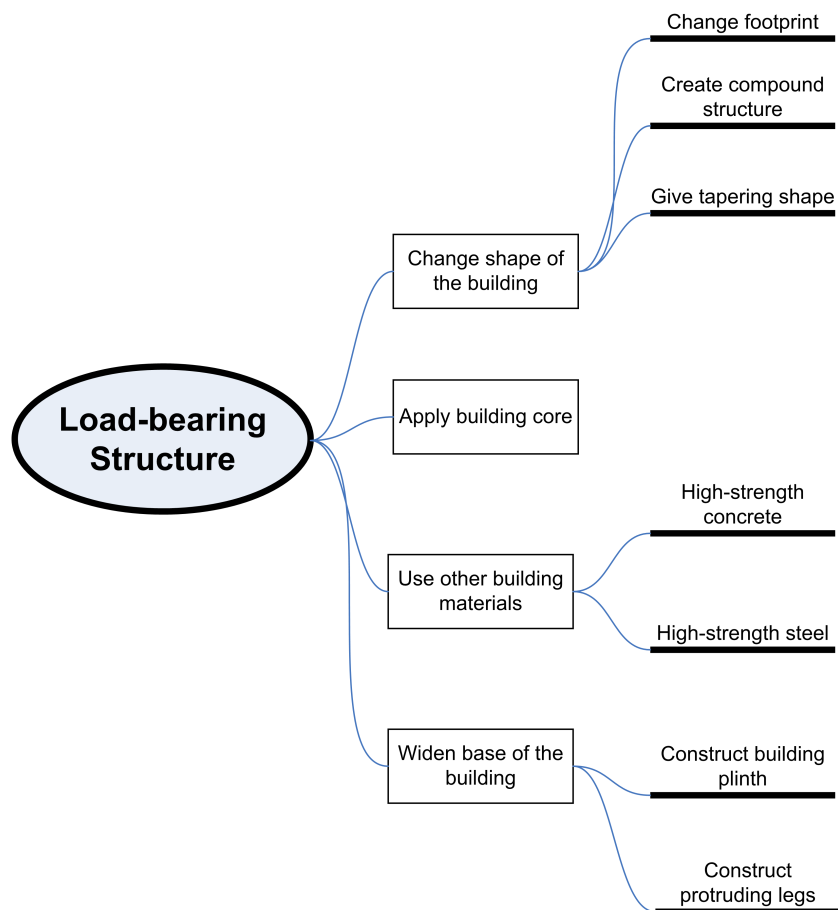 Change footprint
Create compound
structure
Give tapering shape
Change shape of
the building
Load-bearing
Structure
Apply building core
High-strength
concrete
Use other building
materials
High-strength steel
Widen base of the
building
Construct building
plinth
Construct
protruding legs